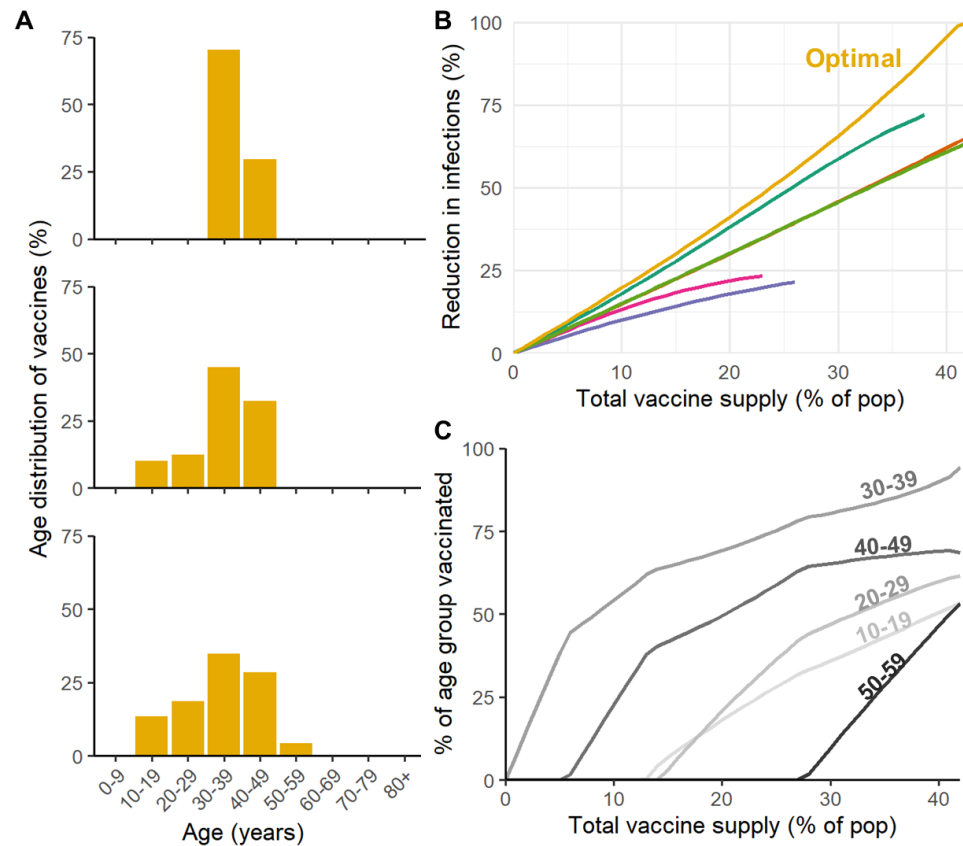 A
Age distribution of vaccines (%)
75
50
25
0
75
50
25
0
75
50
25
0
0-9 10-19 20-29 30-39 40-49 50-59 60-69 70-79 80+
Age (years)
B
Reduction in infections (%)
100
75
50
25
0
Optimal
0 10 20 30 40
Total vaccine supply (% of pop)
C
% of age group vaccinated
100
75
50
25
0
30-39
40-49
20-29
10-19
50-59
0 10 20 30 40
Total vaccine supply (% of pop)